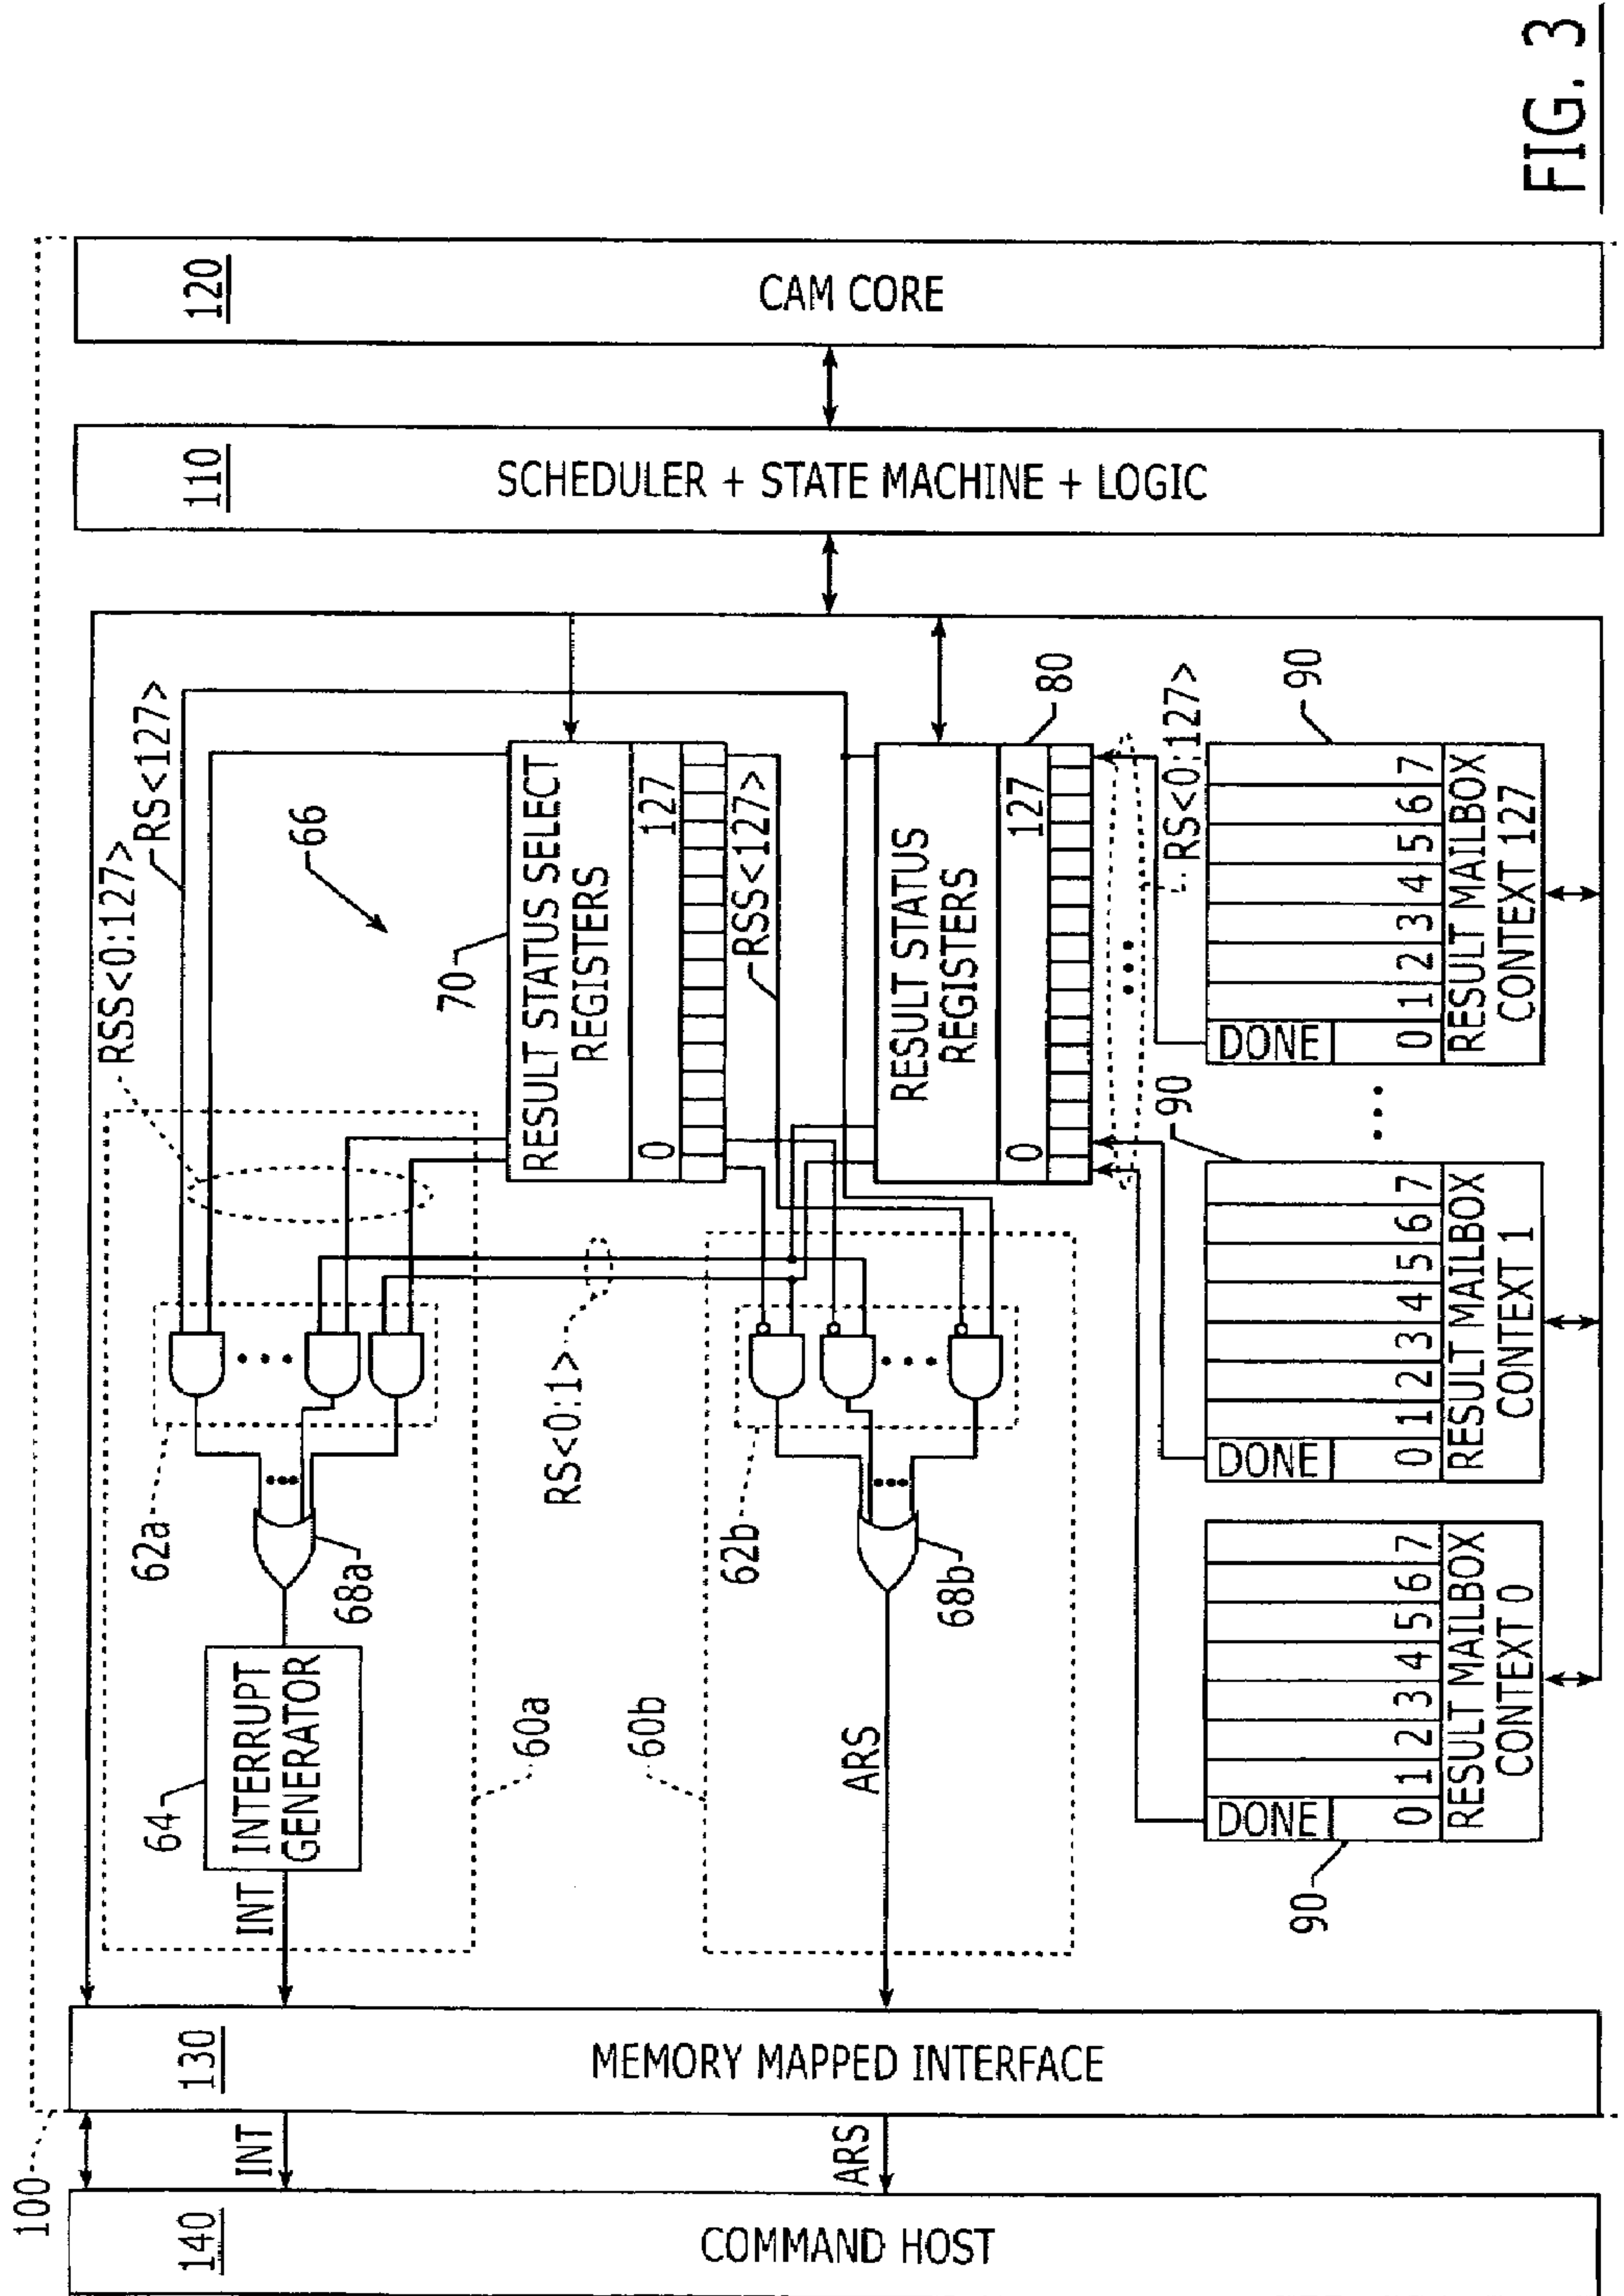 FIG. 3
100
120
CAM CORE
110
SCHEDULER + STATE MACHINE + LOGIC
RSS<0:127>
RS<127>
66
70
RESULT STATUS SELECT
REGISTERS
0 127
RSS<127>
RESULT STATUS
REGISTERS
0 127
80
RS<0:127>
62a
68a
64
INTERRUPT
GENERATOR
INT
60a
RS<0:1>
62b
68b
60b
ARS
90
DONE
0 1 2 3 4 5 6 7
RESULT MAILBOX
CONTEXT 0
90
DONE
0 1 2 3 4 5 6 7
RESULT MAILBOX
CONTEXT 1
90
DONE
0 1 2 3 4 5 6 7
RESULT MAILBOX
CONTEXT 127
130
MEMORY MAPPED INTERFACE
INT
ARS
140
COMMAND HOST